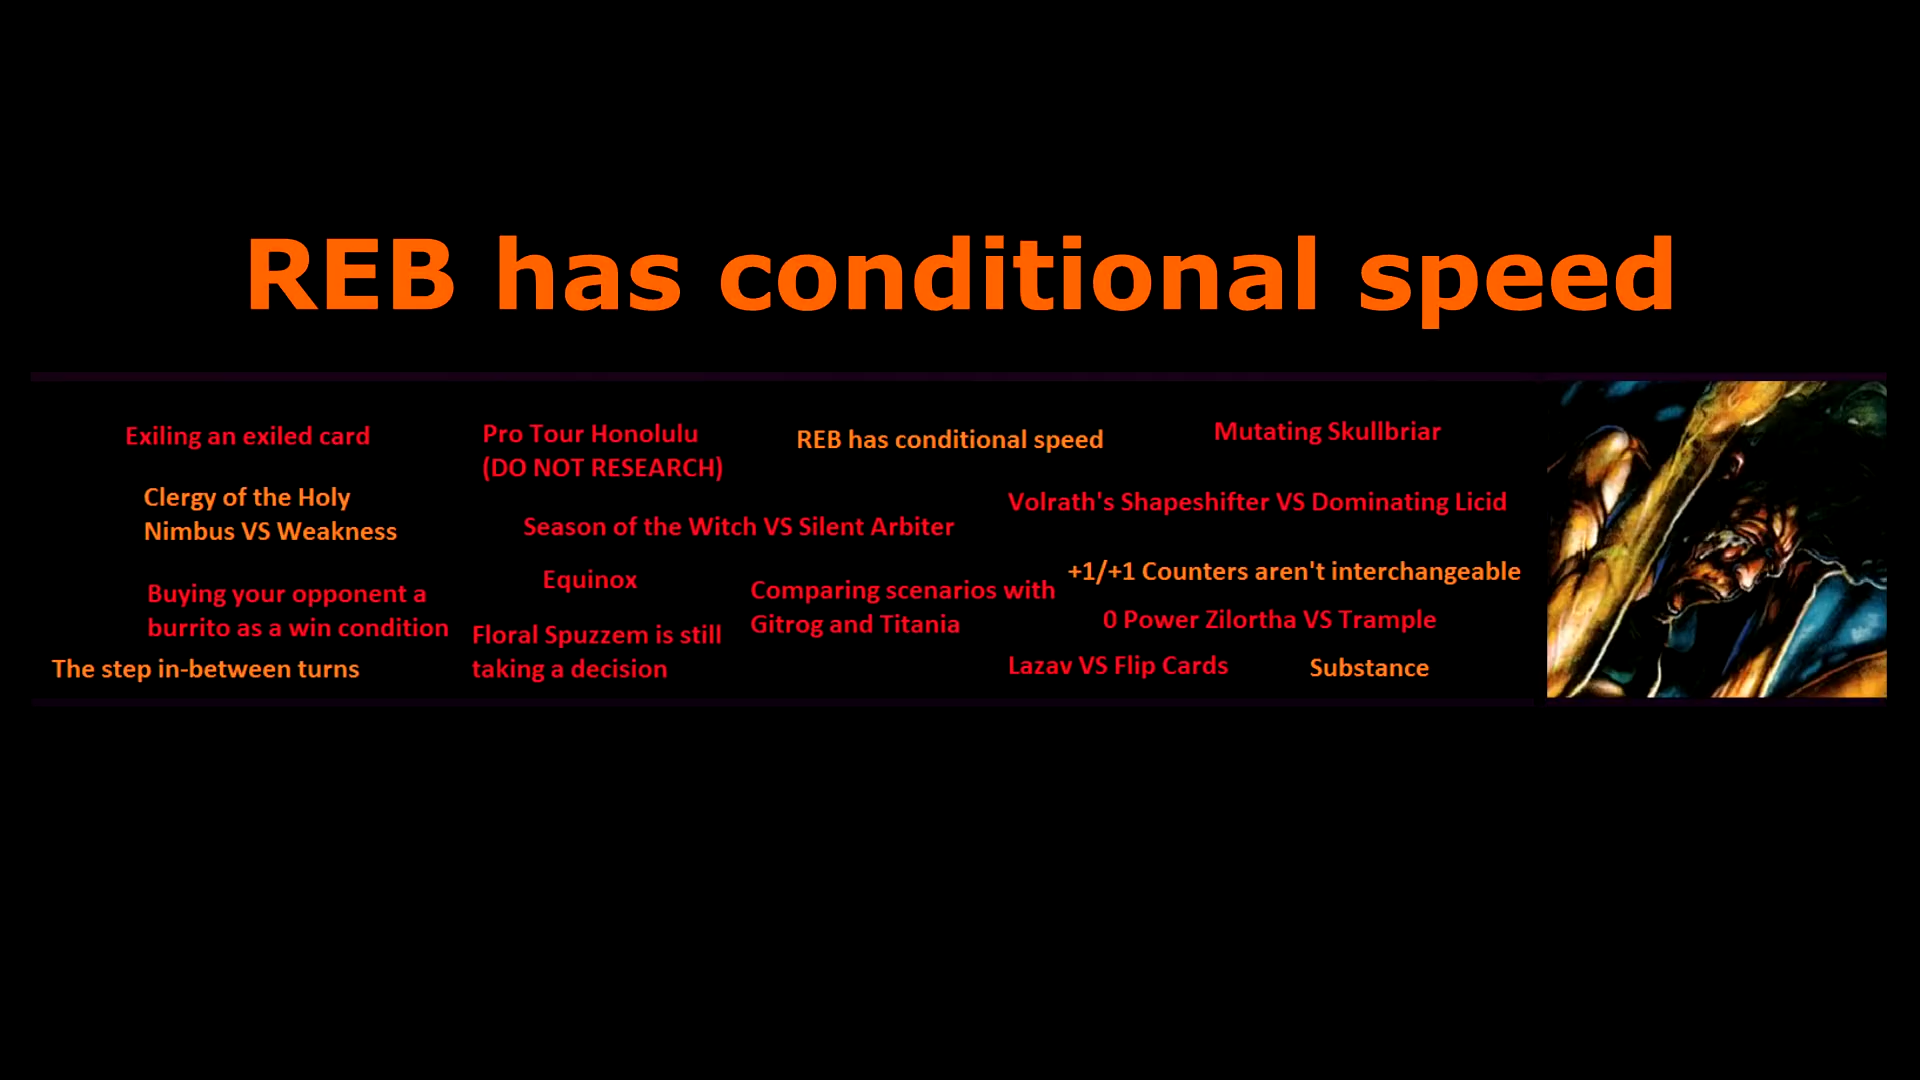 REB has conditional speed
Exiling an exiled card
Pro Tour Honolulu
(DO NOT RESEARCH)
REB has conditional speed
Mutating Skullbriar
Clergy of the Holy
Nimbus VS Weakness
Season of the Witch VS Silent Arbiter
Volrath's Shapeshifter VS Dominating Licid
Buying your opponent a
burrito as a win condition
Equinox
Comparing scenarios with
Gitrog and Titania
+1/+1 Counters aren't interchangeable
0 Power Zilortha VS Trample
The step in-between turns
Floral Spuzzem is still
taking a decision
Lazav VS Flip Cards
Substance